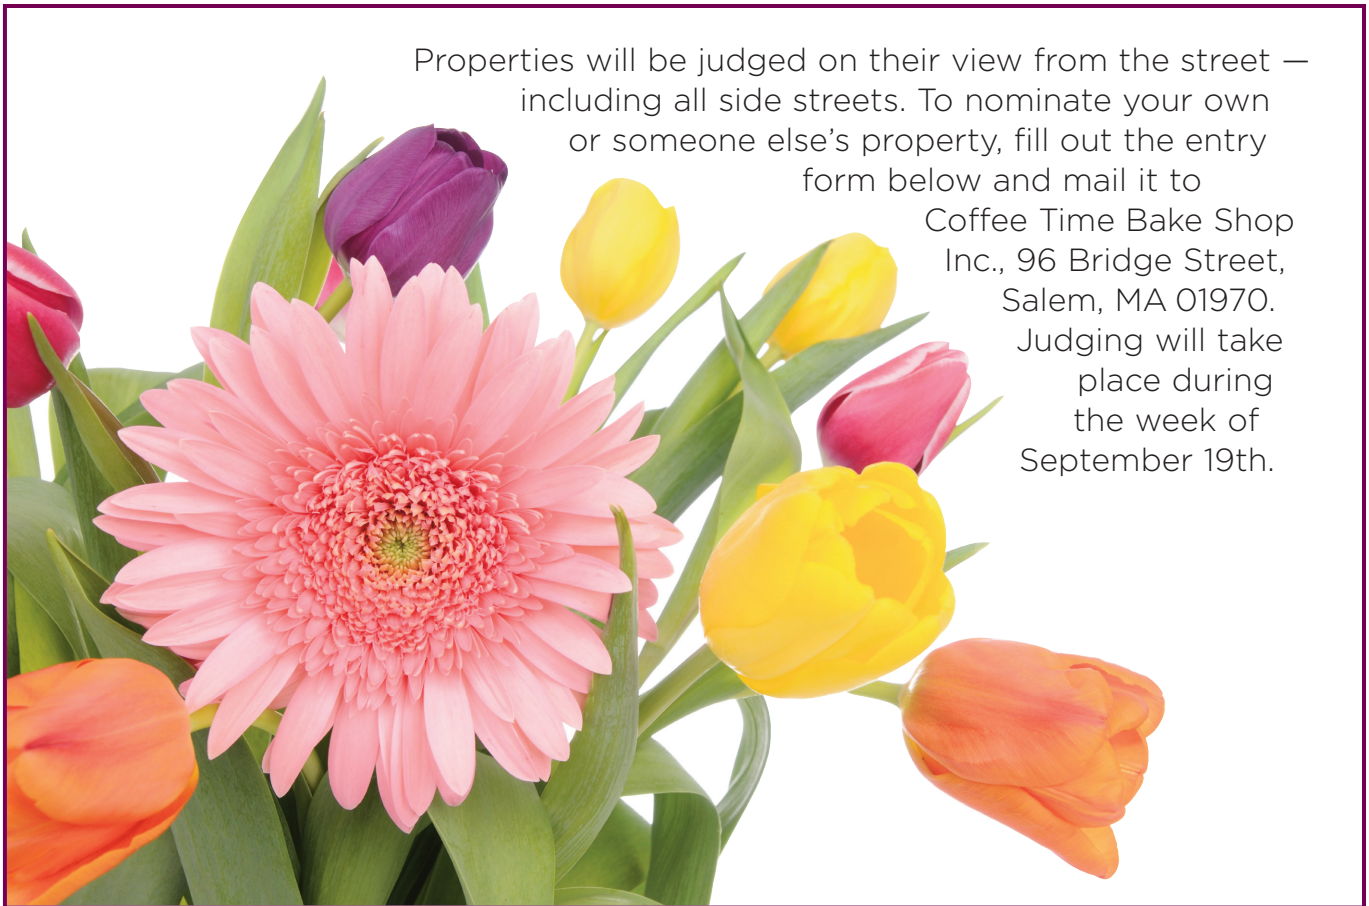 Properties will be judged on their view from the street —
including all side streets. To nominate your own
or someone else’s property, fill out the entry
form below and mail it to
Coffee Time Bake Shop
Inc., 96 Bridge Street,
Salem, MA 01970.
Judging will take
place during
the week of
September 19th.